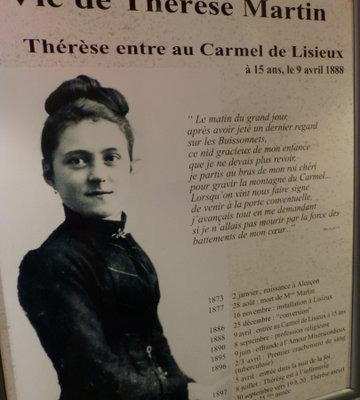 Vie de Thérèse Martin
Thérèse entre au Carmel de Lisieux
à 15 ans, le 9 avril 1888
" Le matin du grand jour,
après avoir jeté un dernier regard
sur les Buissonnets,
ce nid gracieux de mon enfance
que je ne devais plus revoir,
je partis au bras de mon roi chéri
pour gravir la montagne du Carmel...
Lorsqu'on vint nous faire signe
de venir à la porte conventuelle,
j'avançais tout en me demandant
si je n'allais pas mourir par la force des
battements de mon cœur..."
1873 2 janvier : naissance à Alençon
1877 28 août : mort de Mme Martin
16 novembre : installation à Lisieux
1886 25 décembre : "conversion"
1888 9 avril : entrée au Carmel de Lisieux à 15 ans
1890 8 septembre : profession religieuse
1895 9 juin : offrande à l'Amour Miséricordieux
1896 2/3 avril : Premier crachement de sang
(tuberculose)
5 avril : entrée dans la nuit de la foi
1897 8 juillet : Thérèse est à l'infirmerie
30 septembre vers 19 h 20 : Thérèse meurt
année